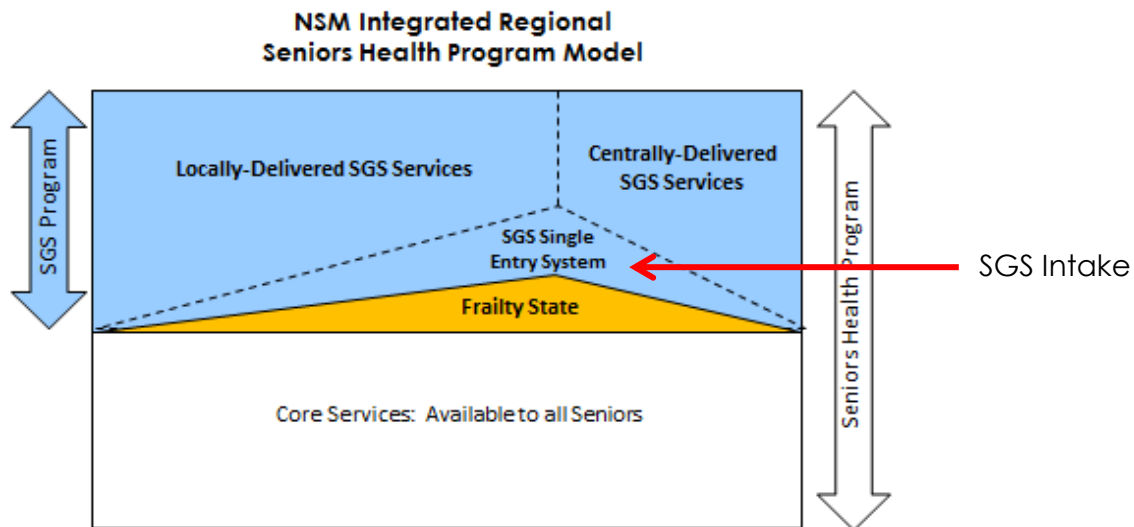 NSM Integrated Regional
Seniors Health Program Model
SGS Program
Locally-Delivered SGS Services
Centrally-Delivered
SGS Services
SGS Single
Entry System
SGS Intake
Frailty State
Core Services: Available to all Seniors
Seniors Health Program